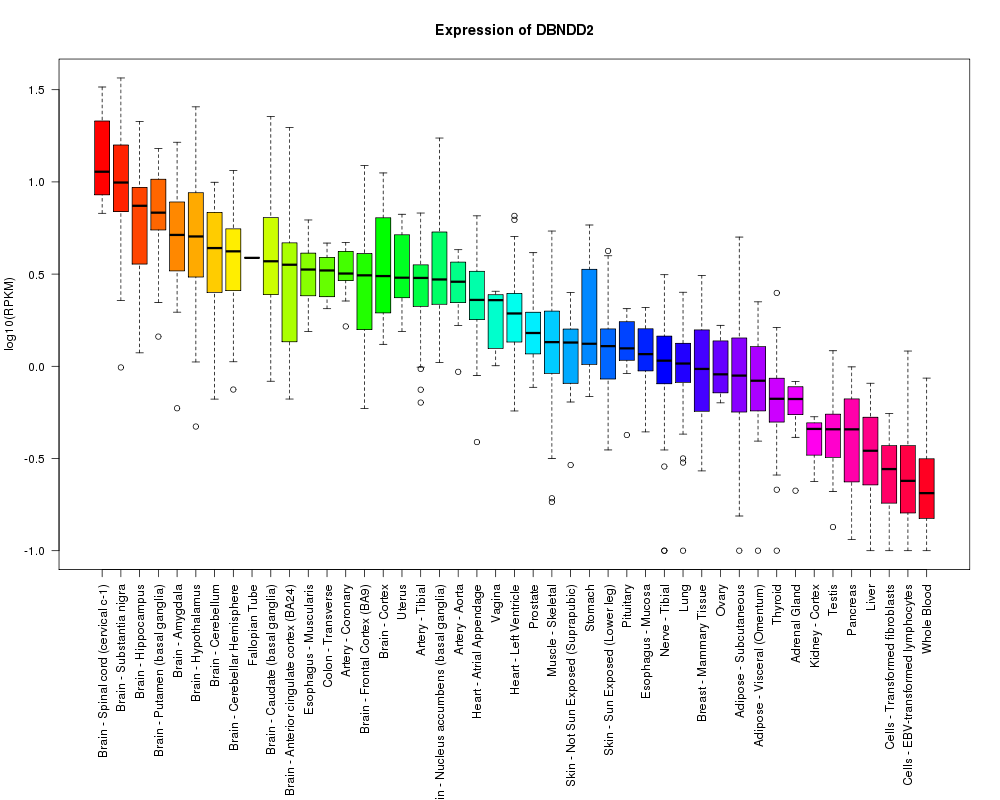 Expression of DBNDD2
log10(RPKM)
1.5
1.0
0.5
0.0
-0.5
-1.0
Brain - Spinal cord (cervical c-1)
Brain - Substantia nigra
Brain - Hippocampus
Brain - Putamen (basal ganglia)
Brain - Amygdala
Brain - Hypothalamus
Brain - Cerebellum
Brain - Cerebellar Hemisphere
Fallopian Tube
Brain - Caudate (basal ganglia)
Brain - Anterior cingulate cortex (BA24)
Esophagus - Muscularis
Colon - Transverse
Artery - Coronary
Brain - Frontal Cortex (BA9)
Brain - Cortex
Uterus
Artery - Tibial
in - Nucleus accumbens (basal ganglia)
Artery - Aorta
Heart - Atrial Appendage
Vagina
Heart - Left Ventricle
Prostate
Muscle - Skeletal
Skin - Not Sun Exposed (Suprapubic)
Stomach
Skin - Sun Exposed (Lower leg)
Pituitary
Esophagus - Mucosa
Nerve - Tibial
Lung
Breast - Mammary Tissue
Ovary
Adipose - Subcutaneous
Adipose - Visceral (Omentum)
Thyroid
Adrenal Gland
Kidney - Cortex
Testis
Pancreas
Liver
Cells - Transformed fibroblasts
Cells - EBV-transformed lymphocytes
Whole Blood